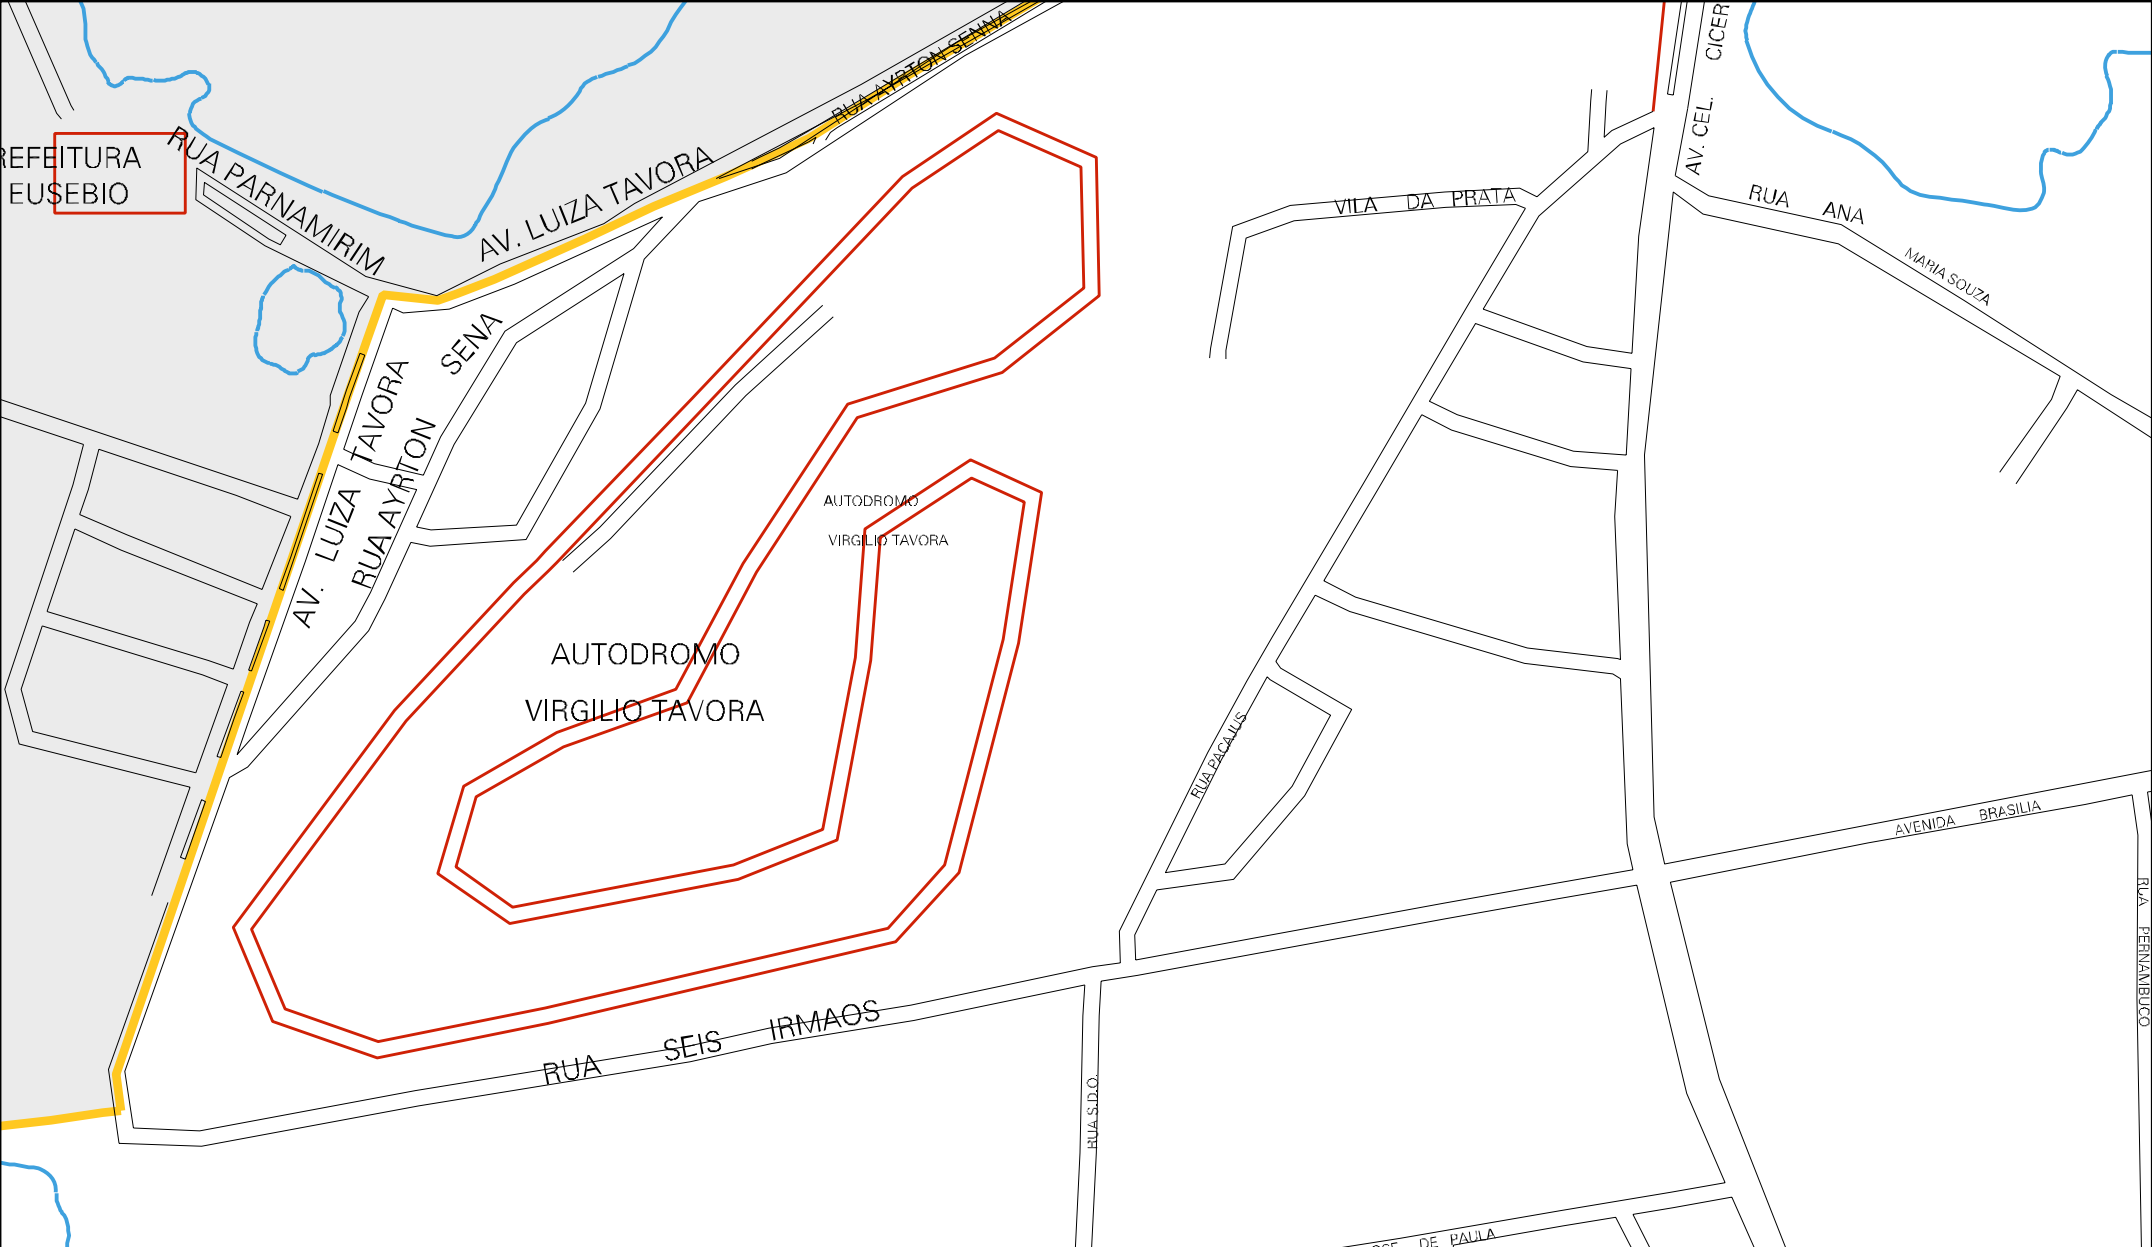 AV. CEL. CICER
RUA AYRTON SENNA
REFEITURA
EUSEBIO
RUA PARNAMIRIM
AV. LUIZA TAVORA
VILA DA PRATA
RUA ANA
MARIA SOUZA
SENA
RUA AYRTON
AV. LUIZA TAVORA
AUTODROMO
VIRGILIO TAVORA
AUTODROMO
VIRGILIO TAVORA
RUA PACAJUS
AVENIDA BRASILIA
RUA PERNAMBUCO
RUA SEIS IRMAOS
RUA S.D.O.
DE PAULA